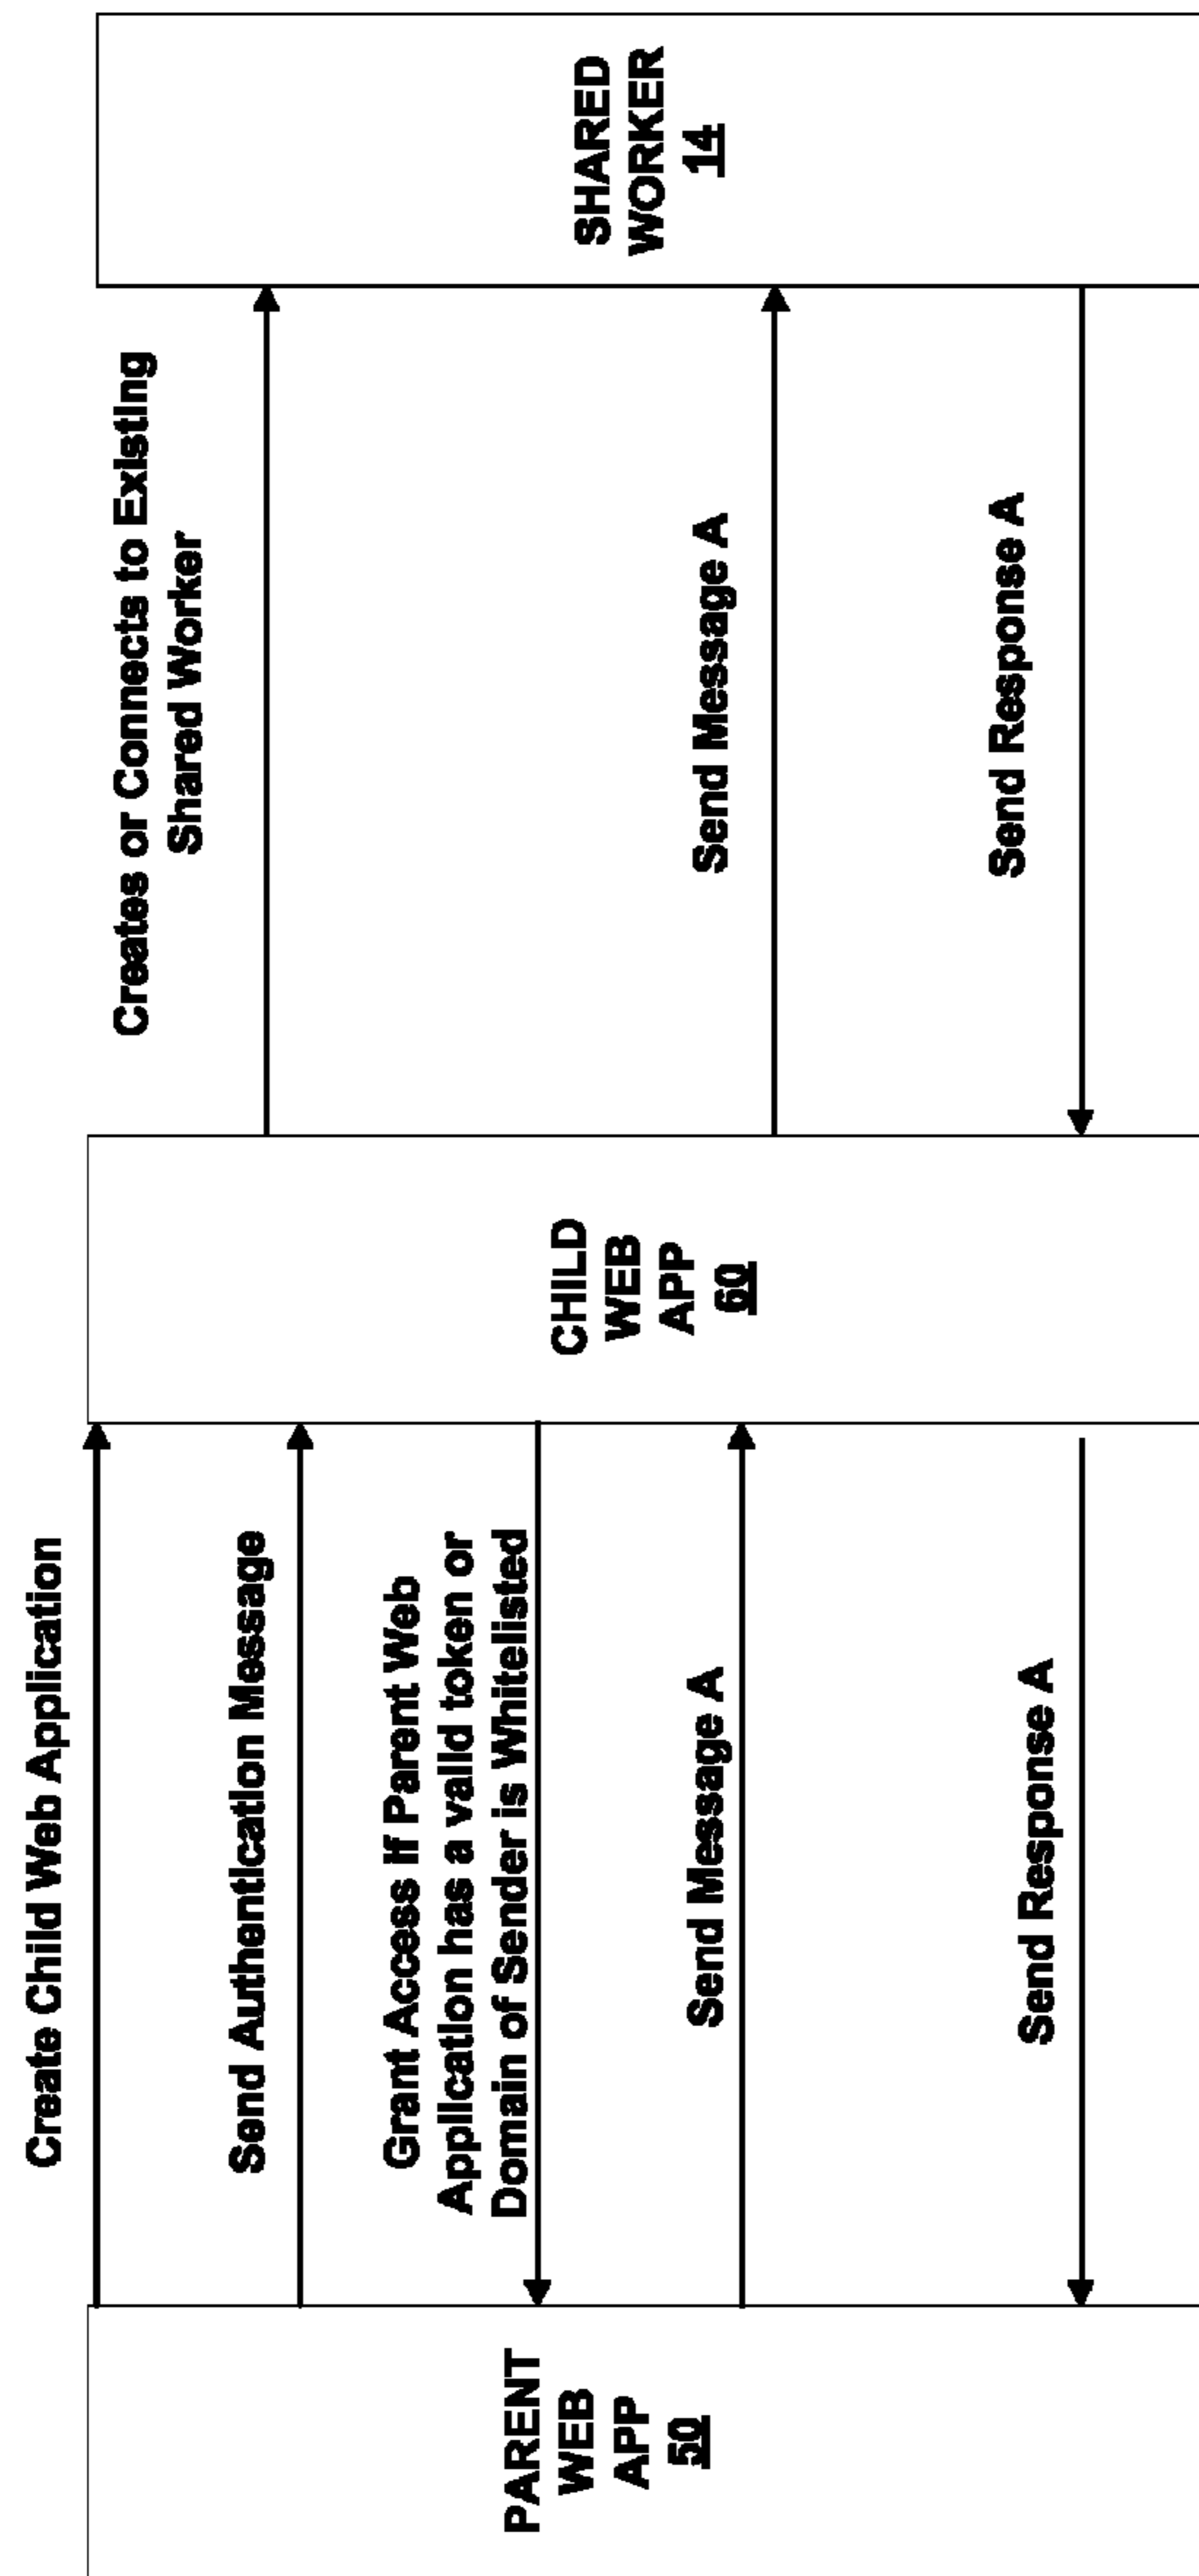 Create Child Web Application
Creates or Connects to Existing
Shared Worker
Send Authentication Message
Grant Access if Parent Web
Application has a valid token or
Domain of Sender is Whitelisted
PARENT
WEB
APP
50
CHILD
WEB
APP
60
SHARED
WORKER
14
Send Message A
Send Message A
Send Response A
Send Response A